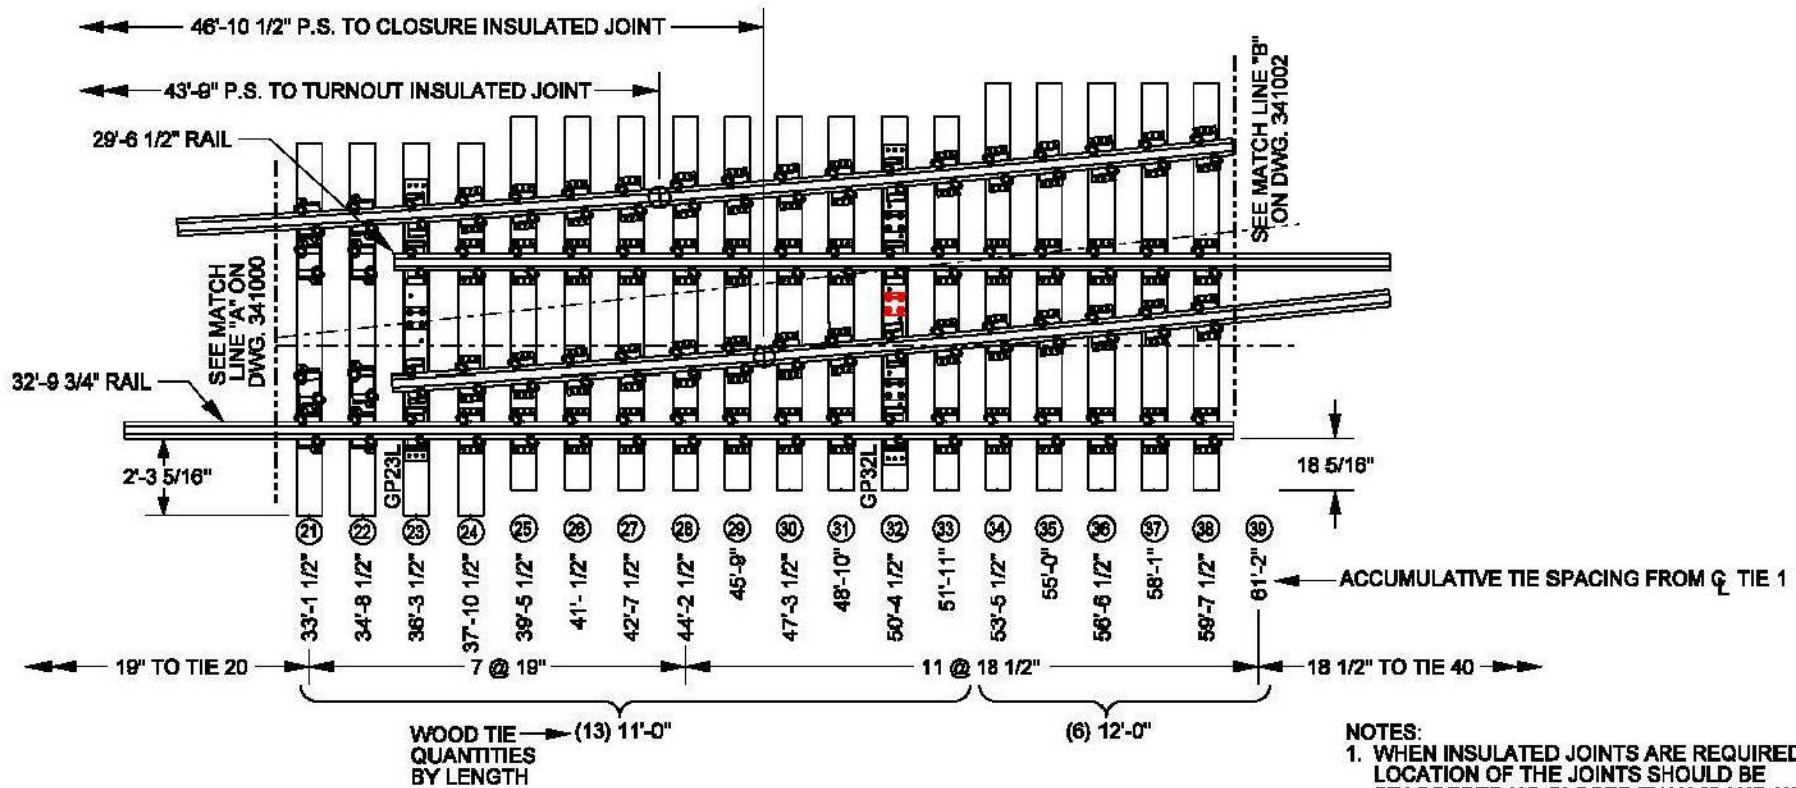 46'-10 1/2" P.S. TO CLOSURE INSULATED JOINT
43'-9" P.S. TO TURNOUT INSULATED JOINT
29'-6 1/2" RAIL
SEE MATCH LINE "B"
ON DWG. 341002
SEE MATCH
LINE "A" ON
DWG. 341000
32'-9 3/4" RAIL
2'-3 5/16"
GP23L
GP32L
18 5/16"
21 22 23 24 25 26 27 28 29 30 31 32 33 34 35 36 37 38 39
33'-1 1/2"
34'-8 1/2"
36'-3 1/2"
37'-10 1/2"
39'-5 1/2"
41'- 1/2"
42'-7 1/2"
44'-2 1/2"
45'-9"
47'-3 1/2"
48'-10"
50'-4 1/2"
51'-11"
53'-5 1/2"
55'-0"
56'-6 1/2"
58'-1"
59'-7 1/2"
61'-2"
ACCUMULATIVE TIE SPACING FROM ℄ TIE 1
19" TO TIE 20
7 @ 19"
11 @ 18 1/2"
18 1/2" TO TIE 40
WOOD TIE
QUANTITIES
BY LENGTH
(13) 11'-0"
(6) 12'-0"
NOTES:
1. WHEN INSULATED JOINTS ARE REQUIRED
LOCATION OF THE JOINTS SHOULD BE